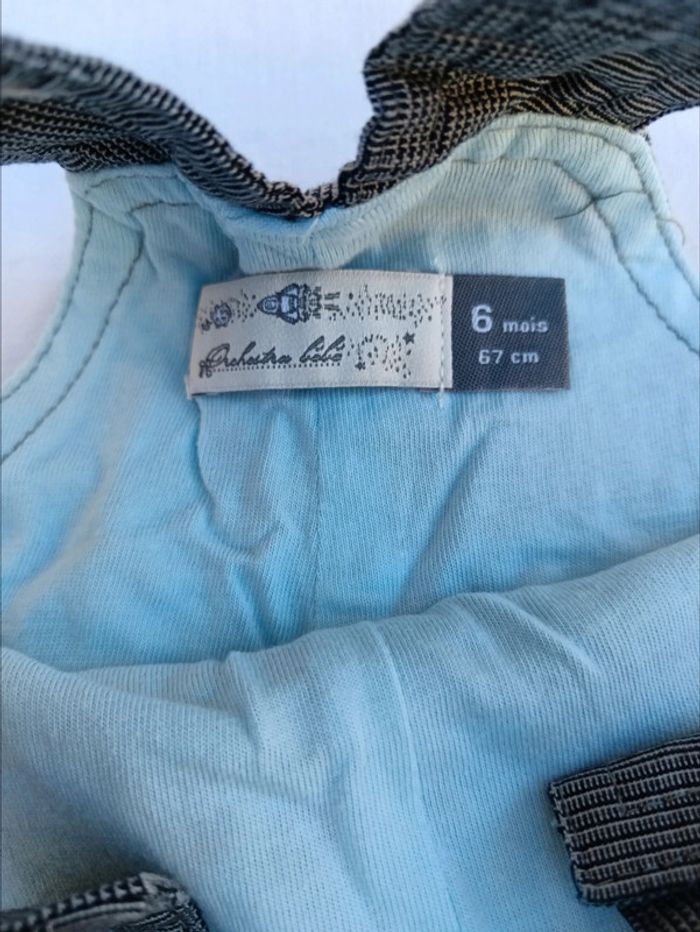 Orchestra bébé
6 mois
67 cm